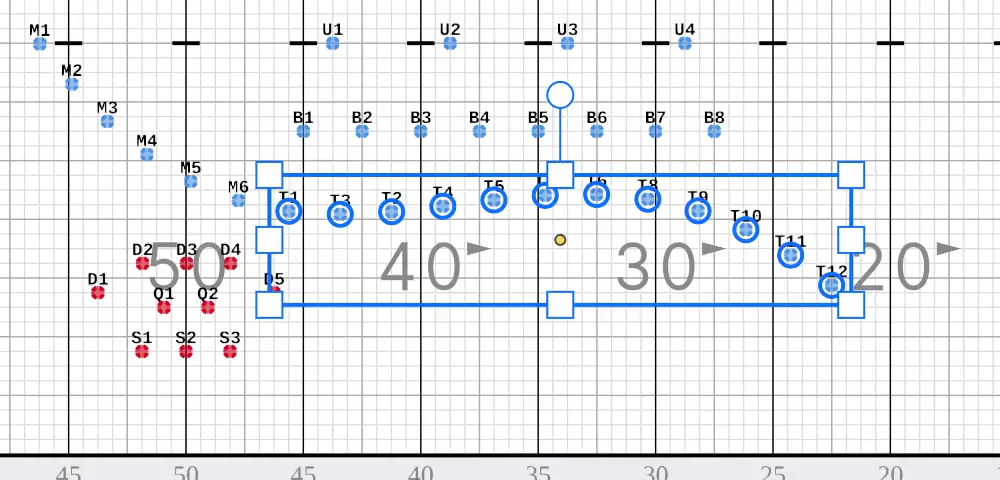 M1 U1 U2 U3 U4
M2
M3
B1 B2 B3 B4 B5 B6 B7 B8
M4
M5
M6
T1 T3 T2 T4 T5 T8 T9
T10
T11
T12
D2 D3 D4
50 40 30 20
D1 D5
Q1 Q2
S1 S2 S3
45 50 45 40 35 30 25 20